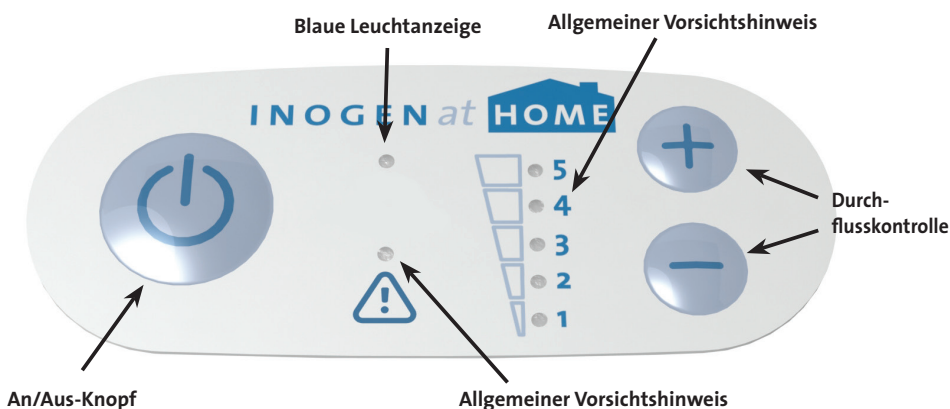 Blaue Leuchtanzeige
Allgemeiner Vorsichtshinweis
INOGEN at HOME
5
4
3
2
1
Durch-
flusskontrolle
An/Aus-Knopf
Allgemeiner Vorsichtshinweis